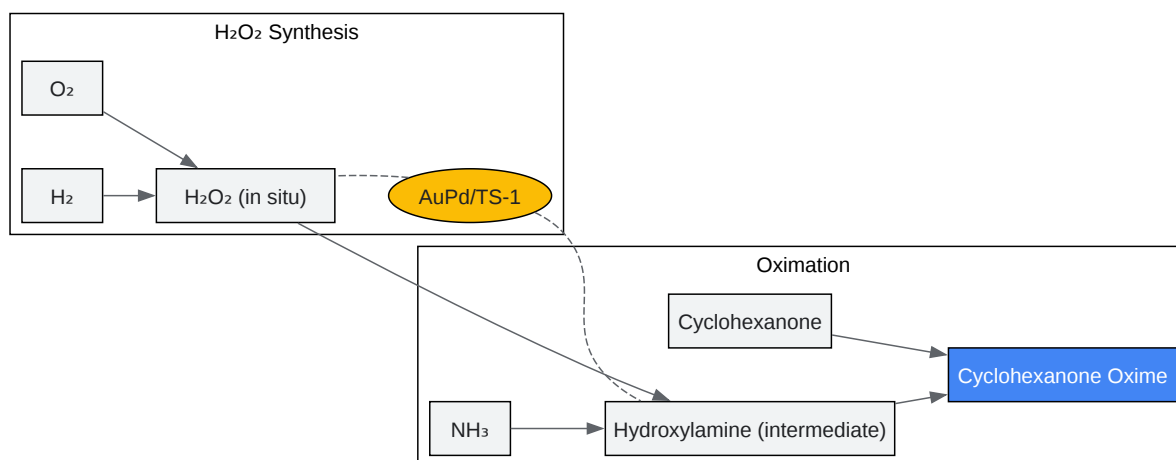 H₂O₂ Synthesis
O₂
H₂
H₂O₂ (in situ)
AuPd/TS-1
Oximation
Cyclohexanone
Cyclohexanone Oxime
NH₃
Hydroxylamine (intermediate)